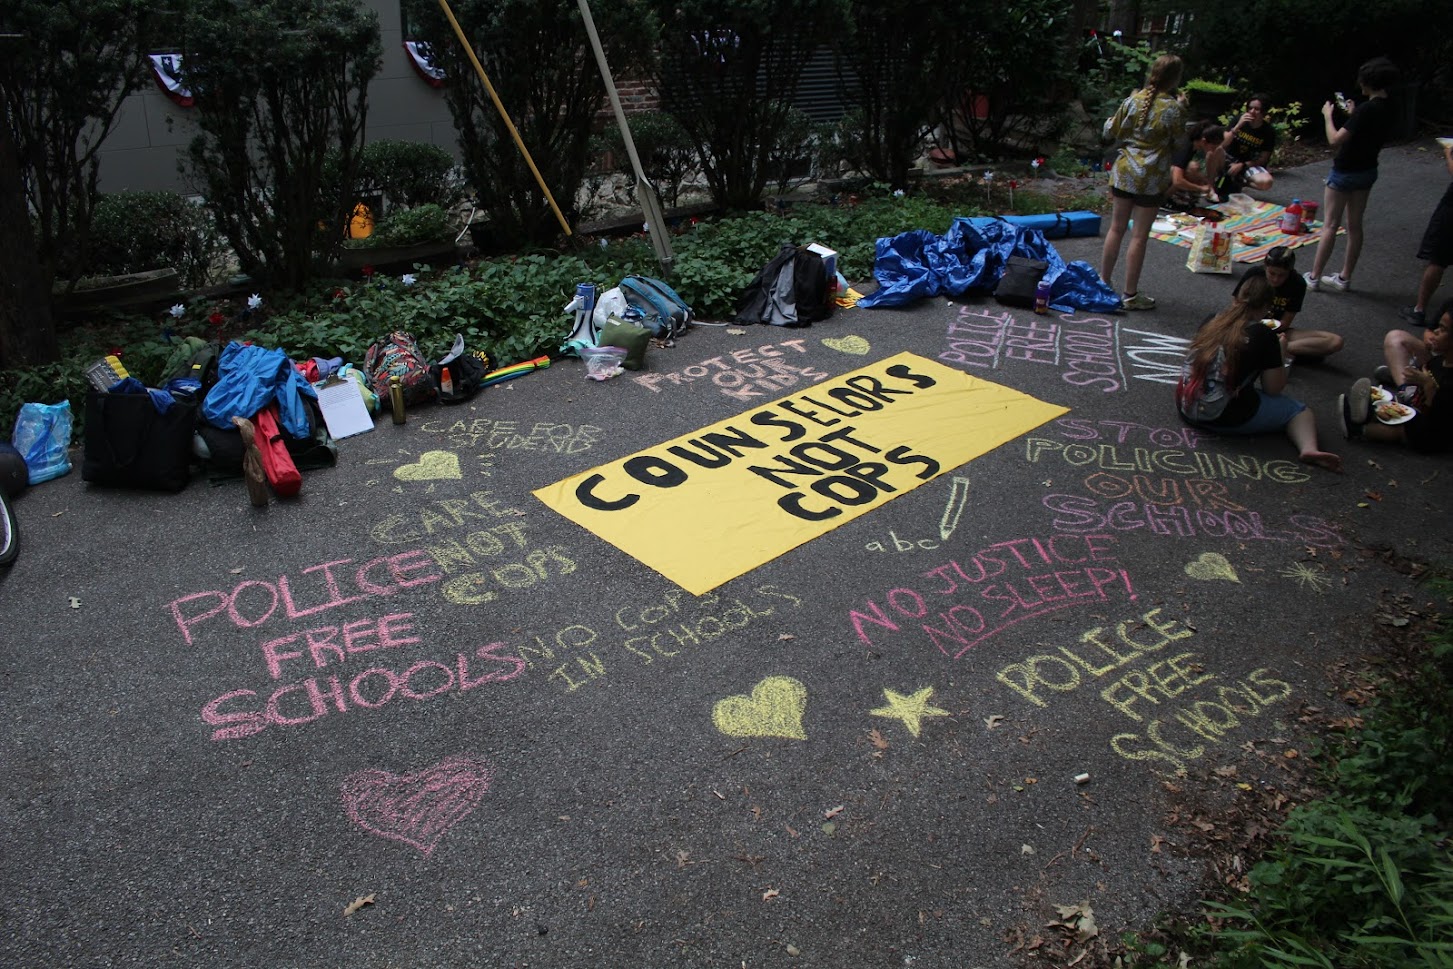 PROTECT
OUR
KIDS
POLICE
FREE
SCHOOLS
NOW
COUNSELORS
NOT
COPS
CARE FOR
STUDEND
CARE
NOT
COPS
STOP
POLICING
OUR
SCHOOLS
abc
POLICE
FREE
SCHOOLS
NO COPS
IN SCHOOLS
NO JUSTICE
NO SLEEP!
POLICE
FREE
SCHOOLS